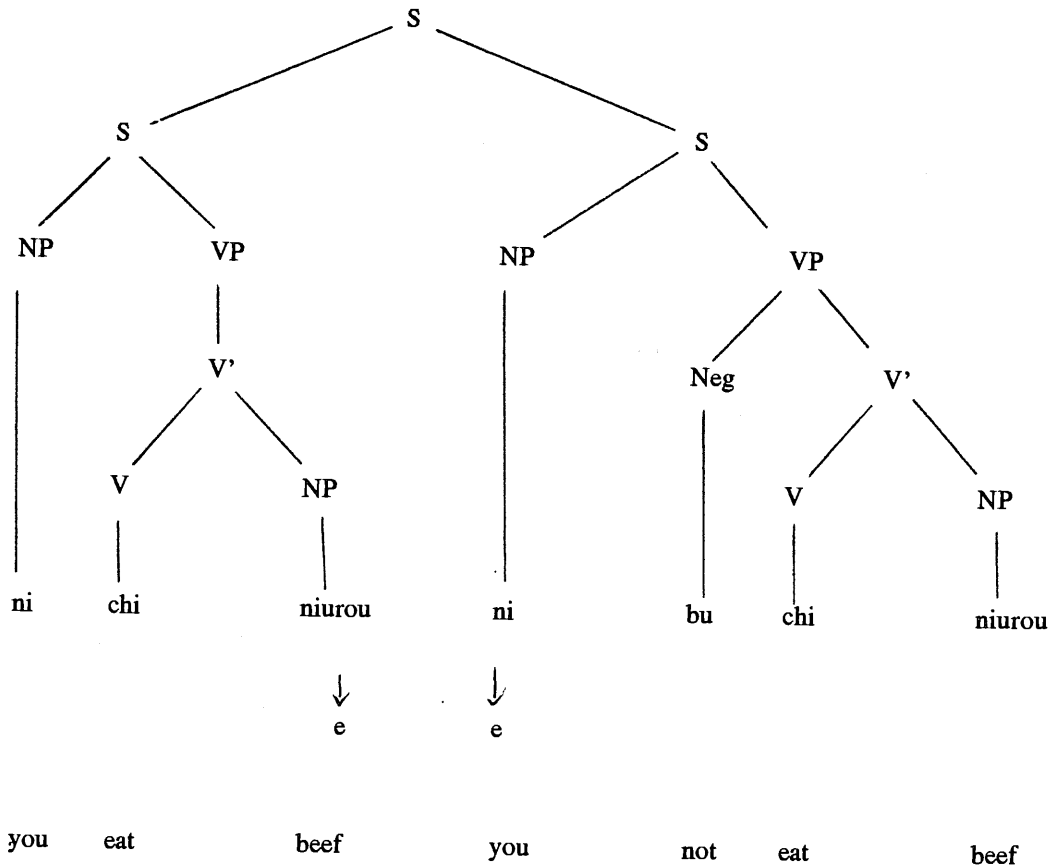 S
S S
NP VP NP VP
V' Neg V'
V NP V NP
ni chi niurou ni bu chi niurou
e e
you eat beef you not eat beef